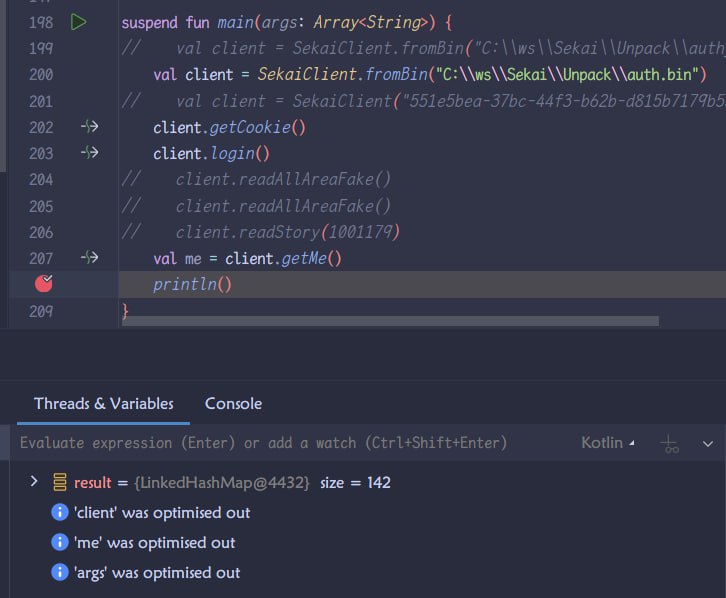 198 suspend fun main(args: Array<String>) {
199 //    val client = SekaiClient.fromBin("C:\\ws\\Sekai\\Unpack\\auth_
200     val client = SekaiClient.fromBin("C:\\ws\\Sekai\\Unpack\\auth.bin")
201 //    val client = SekaiClient("551e5bea-37bc-44f3-b62b-d815b7179b5
202     client.getCookie()
203     client.login()
204 //    client.readAllAreaFake()
205 //    client.readAllAreaFake()
206 //    client.readStory(1001179)
207     val me = client.getMe()
println()
209 }
Threads & Variables Console
Evaluate expression (Enter) or add a watch (Ctrl+Shift+Enter) Kotlin
result = {LinkedHashMap@4432} size = 142
'client' was optimised out
'me' was optimised out
'args' was optimised out